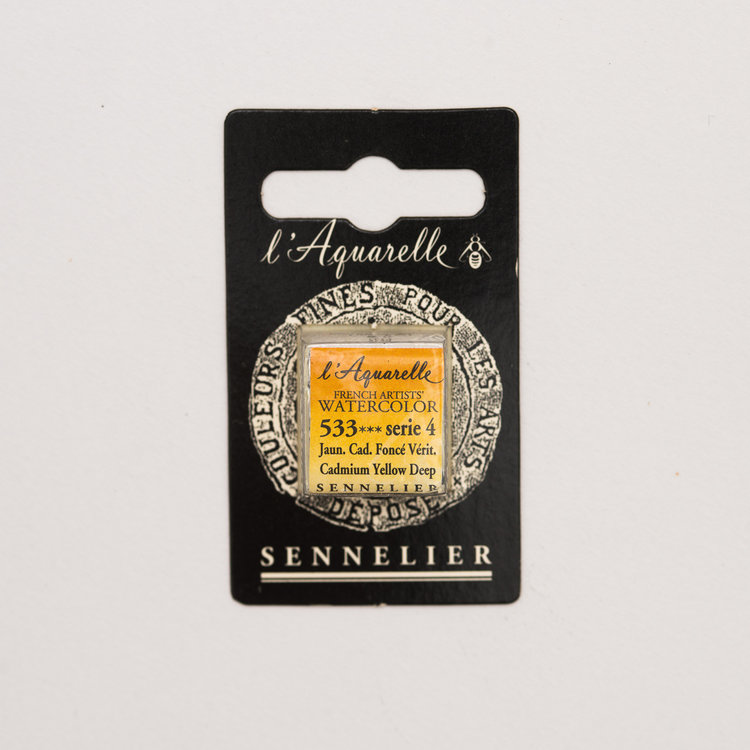 l'Aquarelle
COULEURS FINES POUR LES ARTS
DÉPOSÉ
l'Aquarelle
FRENCH ARTISTS'
WATERCOLOR
533*** serie 4
Jaun. Cad. Foncé Vérit.
Cadmium Yellow Deep
SENNELIER
SENNELIER